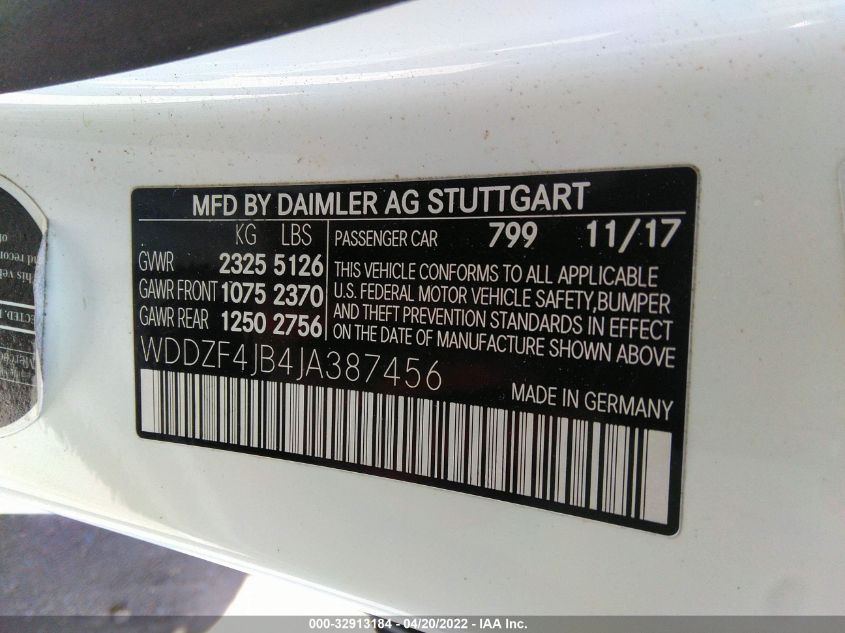 MFD BY DAIMLER AG STUTTGART
KG LBS
GVWR 2325 5126
GAWR FRONT 1075 2370
GAWR REAR 1250 2756
PASSENGER CAR 799 11/17
THIS VEHICLE CONFORMS TO ALL APPLICABLE
U.S. FEDERAL MOTOR VEHICLE SAFETY, BUMPER
AND THEFT PREVENTION STANDARDS IN EFFECT
ON THE DATE OF MANUFACTURE SHOWN ABOVE
WDDZF4JB4JA387456
MADE IN GERMANY
000-32913184 - 04/20/2022 - IAA Inc.